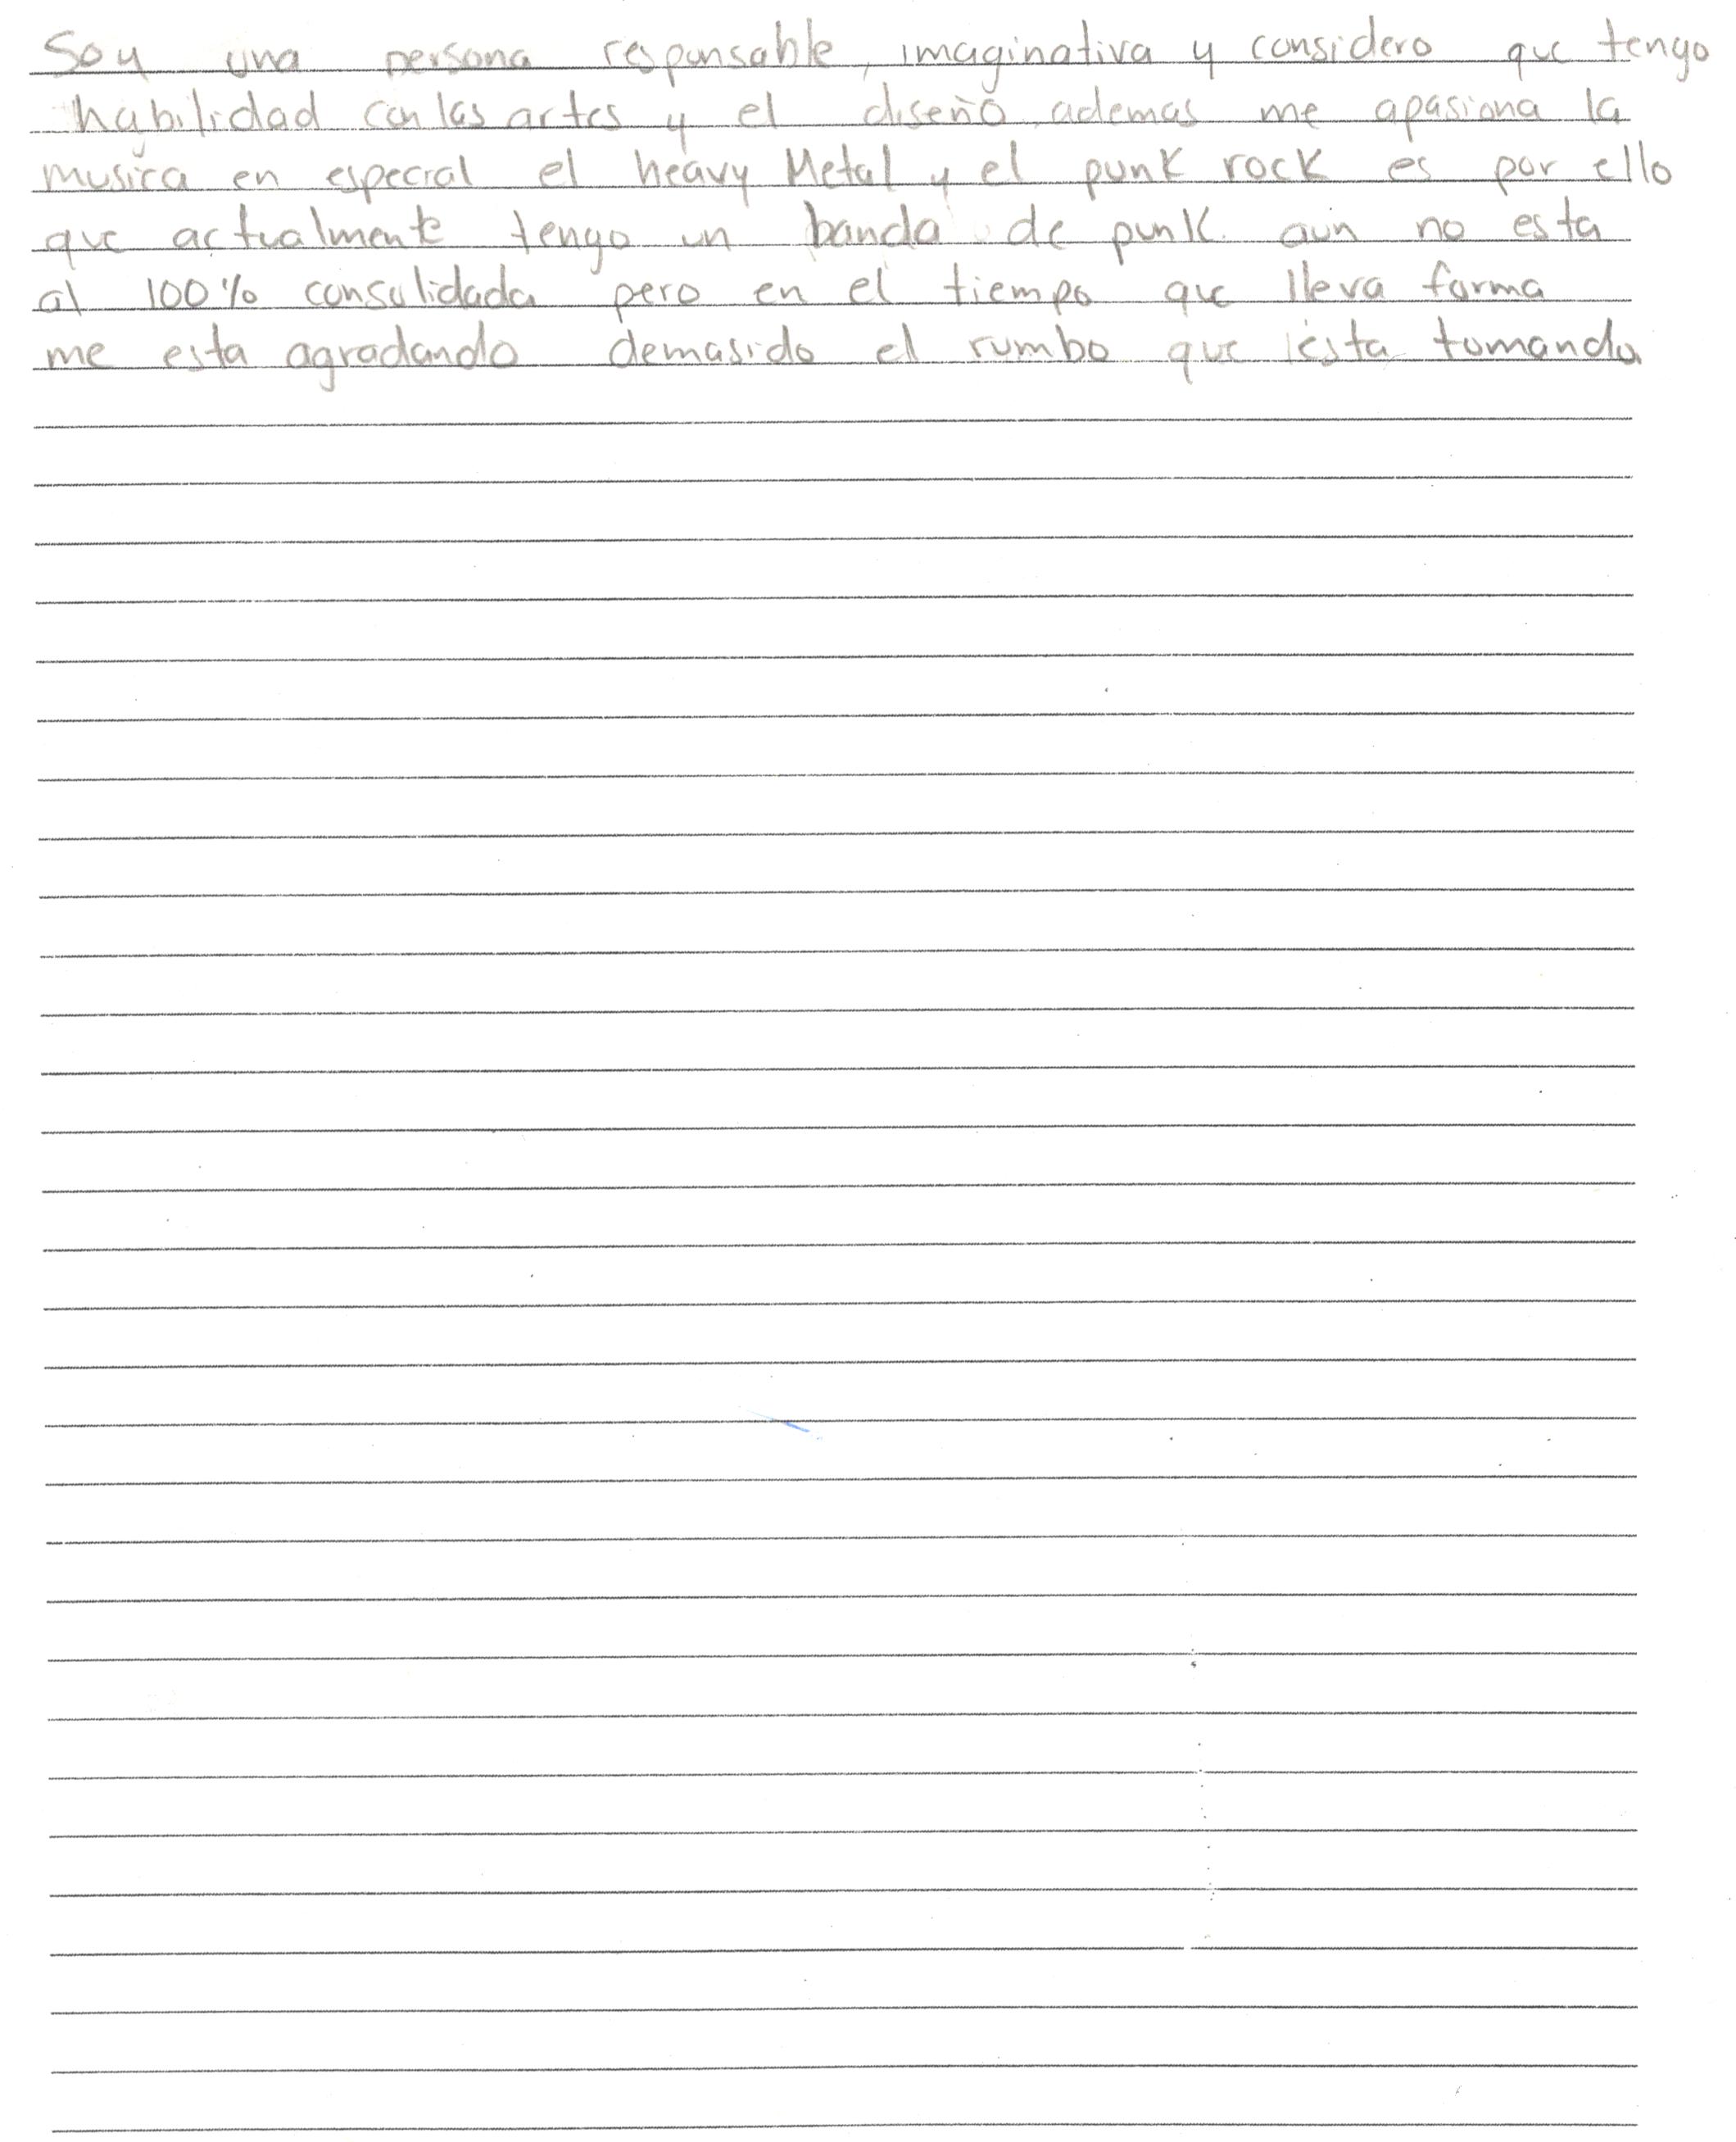 Soy una persona responsable, imaginativa y considero que tengo
habilidad con las artes y el diseño, ademas me apasiona la
musica en especial el heavy Metal y el punk rock es por ello
que actualmente tengo un banda de punk. aun no esta
al 100% consolidada pero en el tiempo que lleva forma
me esta agradando demasido el rumbo que esta tomando.